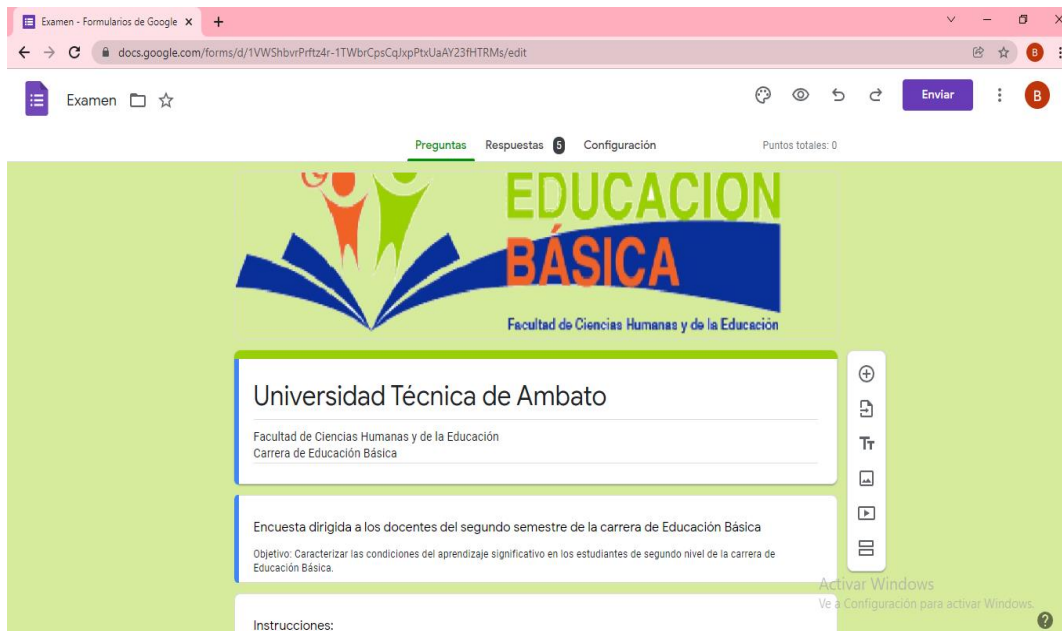 Examen - Formularios de Google
docs.google.com/forms/d/1VWShbvrPrftz4r-1TWbrCpsCqJxpPtxUaAY23fHTRMs/edit
B
Examen
Enviar
B
Preguntas Respuestas 5 Configuración Puntos totales: 0
EDUCACIÓN
BÁSICA
Facultad de Ciencias Humanas y de la Educación
Universidad Técnica de Ambato
Facultad de Ciencias Humanas y de la Educación
Carrera de Educación Básica
Tт
Encuesta dirigida a los docentes del segundo semestre de la carrera de Educación Básica
Objetivo: Caracterizar las condiciones del aprendizaje significativo en los estudiantes de segundo nivel de la carrera de
Educación Básica.
Activar Windows
Ve a Configuración para activar Windows.
Instrucciones: